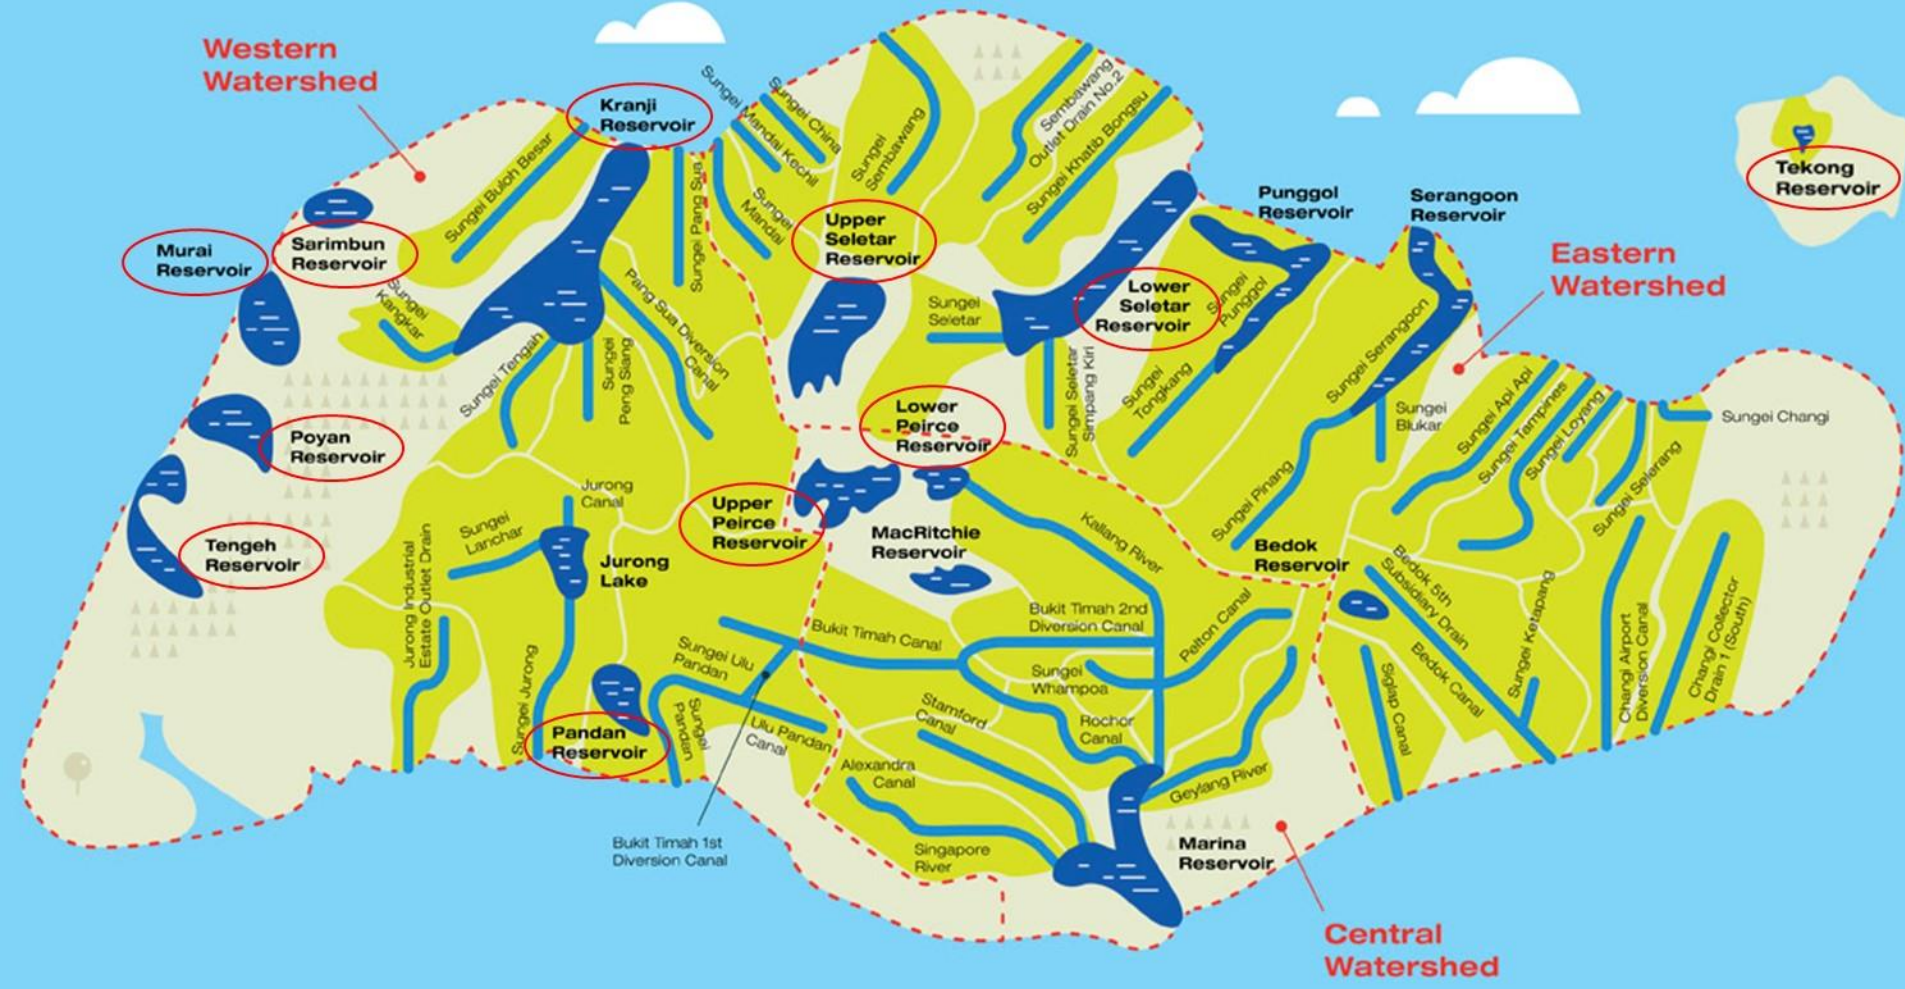 Western
Watershed
Kranji
Reservoir
Sungei Buloh Besar
Sungei Pang Sua
Sungei Mandai Kechil
Sungei China
Sungei
Mandai
Sungei
Sembawang
Sembawang
Outlet Drain No.2
Sungei Khatib Bongsu
Murai
Reservoir
Sarimbun
Reservoir
Upper
Seletar
Reservoir
Punggol
Reservoir
Serangoon
Reservoir
Tekong
Reservoir
Eastern
Watershed
Sungei
Kangkar
Sungei Tengah
Sungei
Peng Siang
Pang Sua Diversion
Canal
Sungei
Seletar
Lower
Seletar
Reservoir
Sungei
Punggol
Sungei Seletar
Simpang Kiri
Sungei
Tongkang
Sungei Serangoon
Sungei
Blukar
Sungei Api Api
Sungei Tampines
Sungei Loyang
Sungei Selarang
Sungei Changi
Poyan
Reservoir
Lower
Peirce
Reservoir
Tengeh
Reservoir
Jurong
Canal
Sungei
Lanchar
Jurong
Lake
Upper
Peirce
Reservoir
MacRitchie
Reservoir
Kallang River
Sungei Pinang
Bedok
Reservoir
Bedok 5th
Subsidiary Drain
Bedok Canal
Sungei Ketapang
Changi Airport
Diversion Canal
Changi Collector
Drain 1 (South)
Siglap Canal
Jurong Industrial
Estate Outlet Drain
Sungei Jurong
Pandan
Reservoir
Sungei Ulu
Pandan
Sungei
Pandan
Ulu Pandan
Canal
Bukit Timah Canal
Bukit Timah 2nd
Diversion Canal
Pelton Canal
Sungei
Whampoa
Stamford
Canal
Rochor
Canal
Alexandra
Canal
Geylang River
Bukit Timah 1st
Diversion Canal
Singapore
River
Marina
Reservoir
Central
Watershed